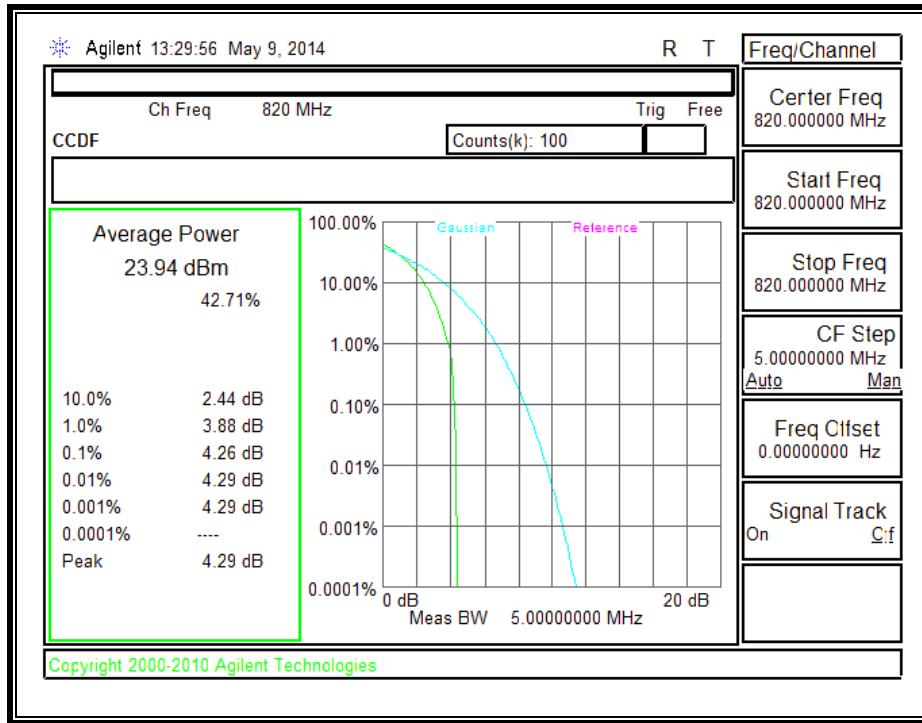 Agilent 13:29:56 May 9, 2014 R T
Freq/Channel
Ch Freq 820 MHz Trig Free
CCDF Counts(k): 100
Average Power
23.94 dBm
42.71%
10.0% 2.44 dB
1.0% 3.88 dB
0.1% 4.26 dB
0.01% 4.29 dB
0.001% 4.29 dB
0.0001% ----
Peak 4.29 dB
Gaussian Reference
100.00%
10.00%
1.00%
0.10%
0.01%
0.001%
0.0001%
0 dB 20 dB
Meas BW 5.00000000 MHz
Center Freq
820.000000 MHz
Start Freq
820.000000 MHz
Stop Freq
820.000000 MHz
CF Step
5.00000000 MHz
Auto Man
Freq Offset
0.00000000 Hz
Signal Track
On Off
Copyright 2000-2010 Agilent Technologies